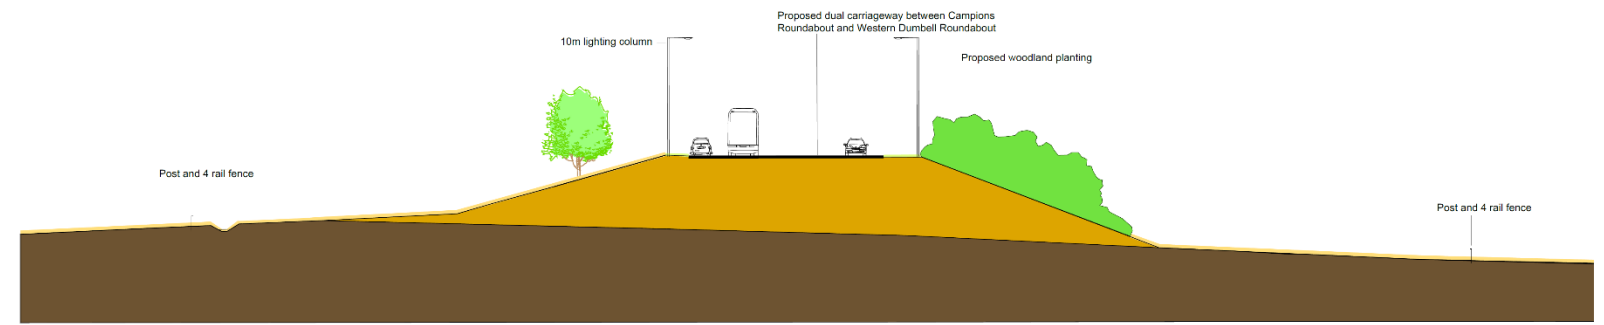 Proposed dual carriageway between Campions
Roundabout and Western Dumbell Roundabout
10m lighting column
Proposed woodland planting
Post and 4 rail fence
Post and 4 rail fence